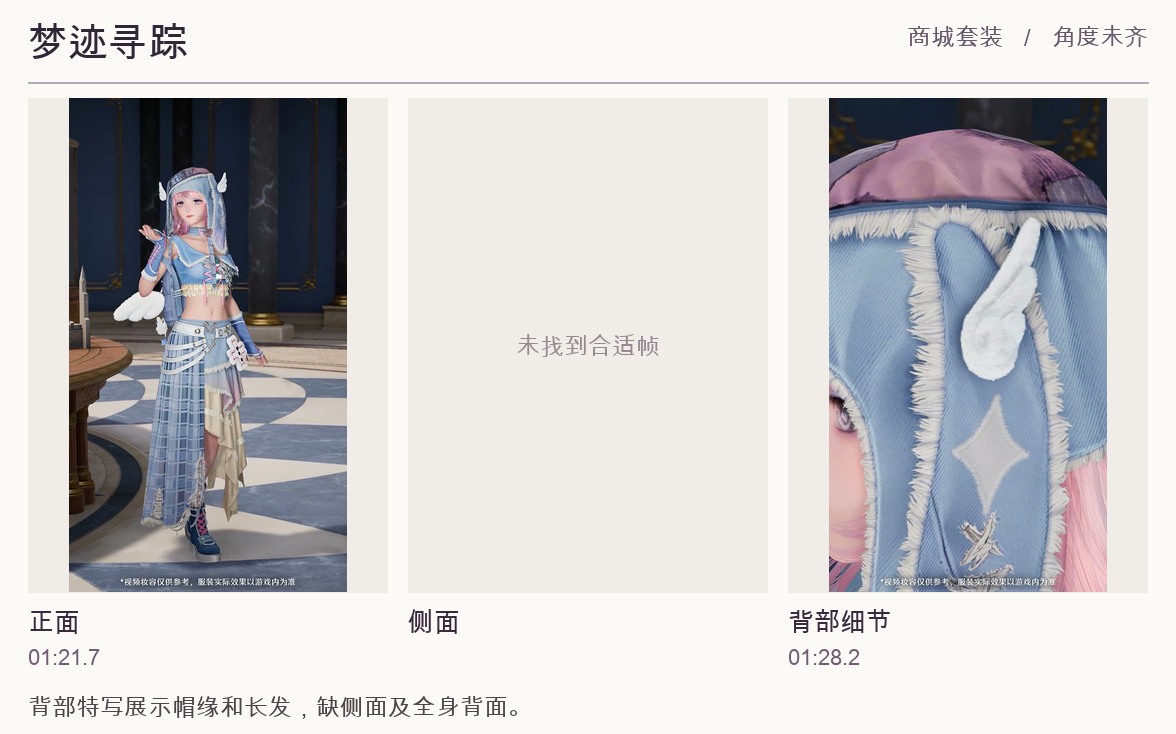 梦迹寻踪
商城套装 / 角度未齐
*视频妆容仅供参考，服装实际效果以游戏内为准
未找到合适帧
*视频妆容仅供参考，服装实际效果以游戏内为准
正面
侧面
背部细节
01:21.7
01:28.2
背部特写展示帽缘和长发，缺侧面及全身背面。